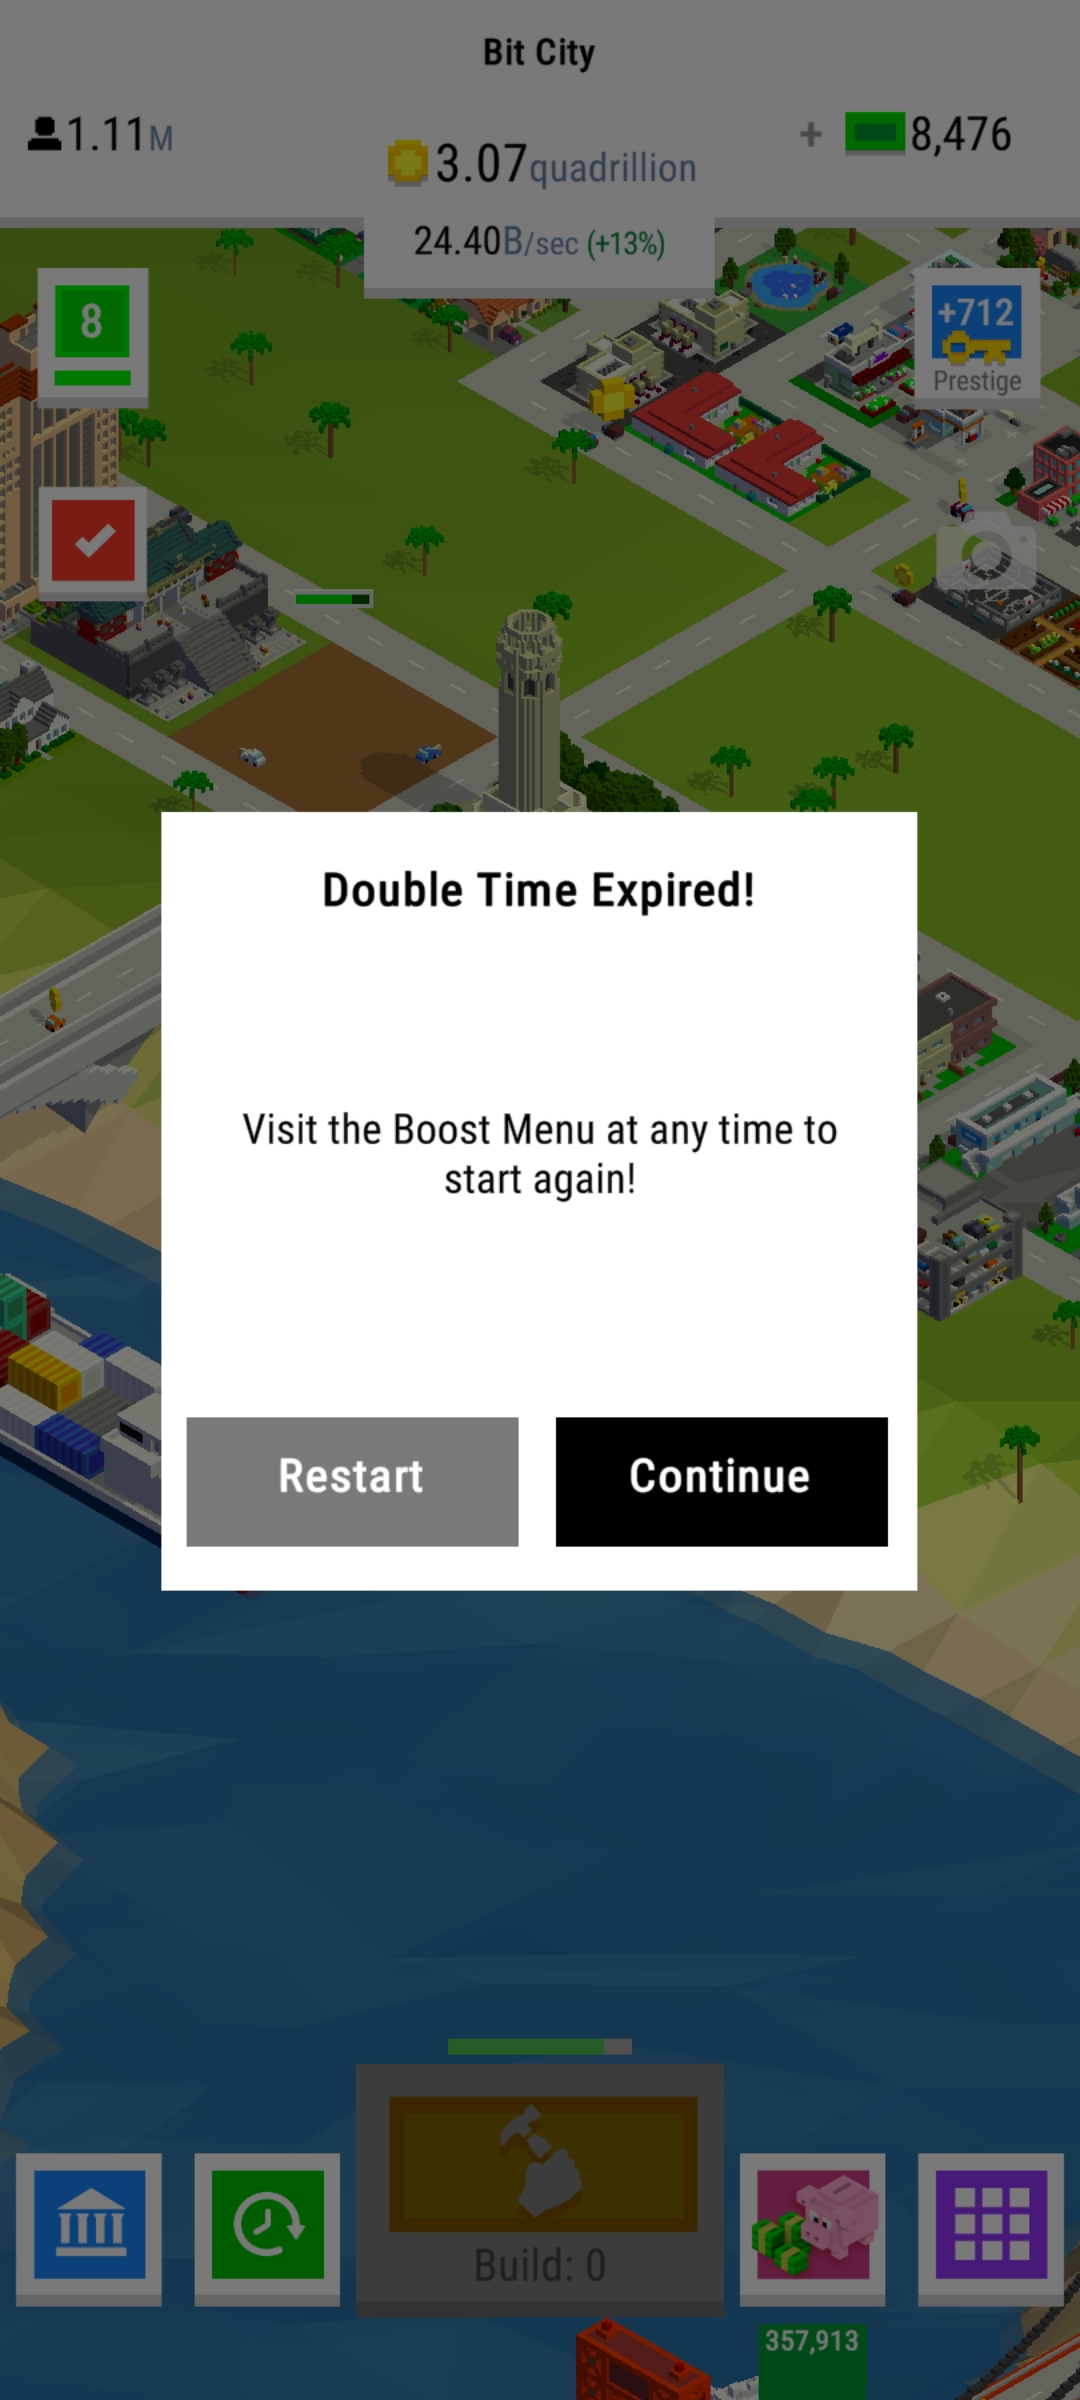 Bit City
1.11M
3.07quadrillion
+ 8,476
24.40B/sec (+13%)
8
+712
Prestige
Double Time Expired!
Visit the Boost Menu at any time to
start again!
Restart
Continue
Build: 0
357,913